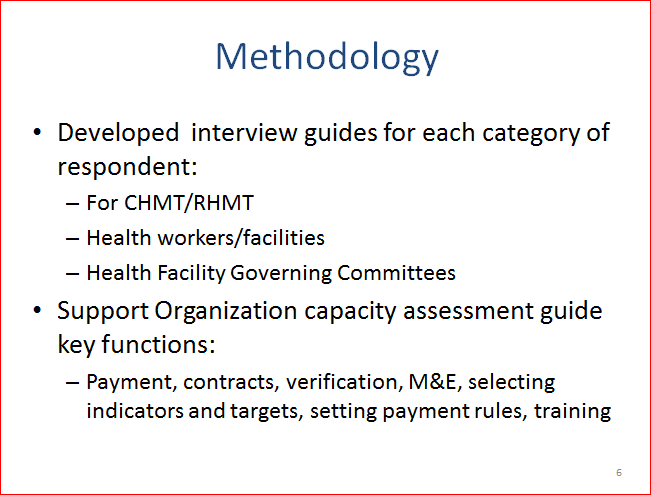 Methodology
• Developed interview guides for each category of
respondent:
– For CHMT/RHMT
– Health workers/facilities
– Health Facility Governing Committees
• Support Organization capacity assessment guide
key functions:
– Payment, contracts, verification, M&E, selecting
indicators and targets, setting payment rules, training
6